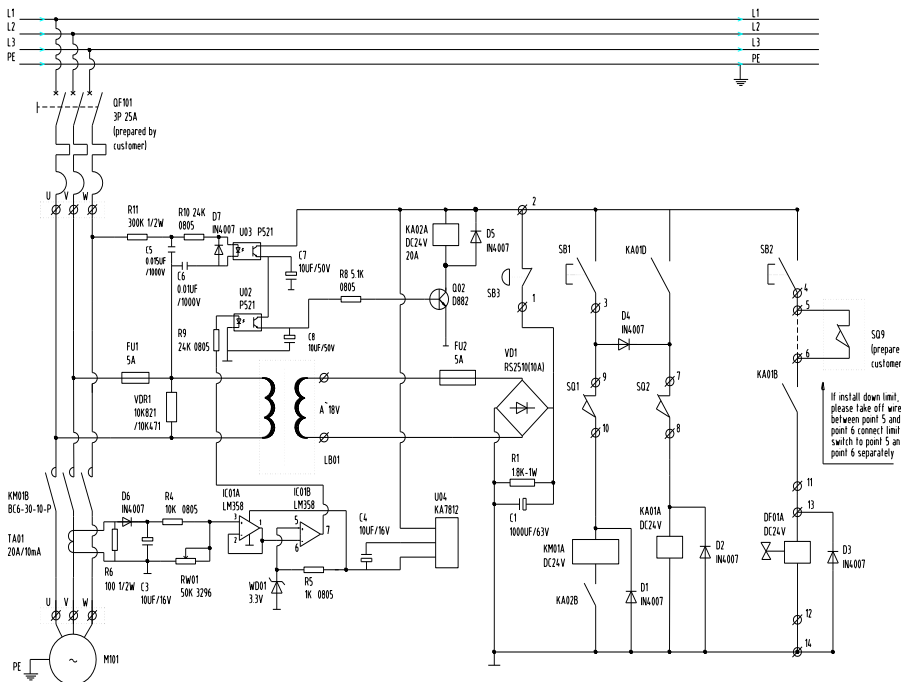 L1
L2
L3
PE
L1
L2
L3
PE
QF101
3P 25A
(prepared by
customer)
U V W
R11
300K 1/2W
R10 24K
0805
D7
IN4007
U03 P521
C5
0.015UF
/1000V
C6
0.01UF
/1000V
C7
10UF/50V
U02
P521
R8 5.1K
0805
R9
24K 0805
C8
10UF/50V
KA02A
DC24V
20A
D5
IN4007
Q02
D882
2
SB3
1
SB1
KA01D
SB2
3
D4
IN4007
4
5
6
SQ9
(prepare
customer
FU1
5A
VDR1
10K821
/10K471
A~18V
LB01
FU2
5A
VD1
RS2510(10A)
SQ1
9
10
SQ2
7
8
KA01B
If install down limit,
please take off wire
between point 5 and
point 6 connect limit
switch to point 5 an
point 6 separately
R1
1.8K-1W
C1
1000UF/63V
11
13
KM01B
BC6-30-10-P
TA01
20A/10mA
D6
IN4007
R4
10K 0805
R6
100 1/2W
C3
10UF/16V
RW01
50K 3296
IC01A
LM358
3
2
1
IC01B
LM358
5
6
7
WD01
3.3V
R5
1K 0805
C4
10UF/16V
U04
KA7812
KM01A
DC24V
KA02B
D1
IN4007
KA01A
DC24V
D2
IN4007
DF01A
DC24V
D3
IN4007
12
14
U V W
M101
~
PE